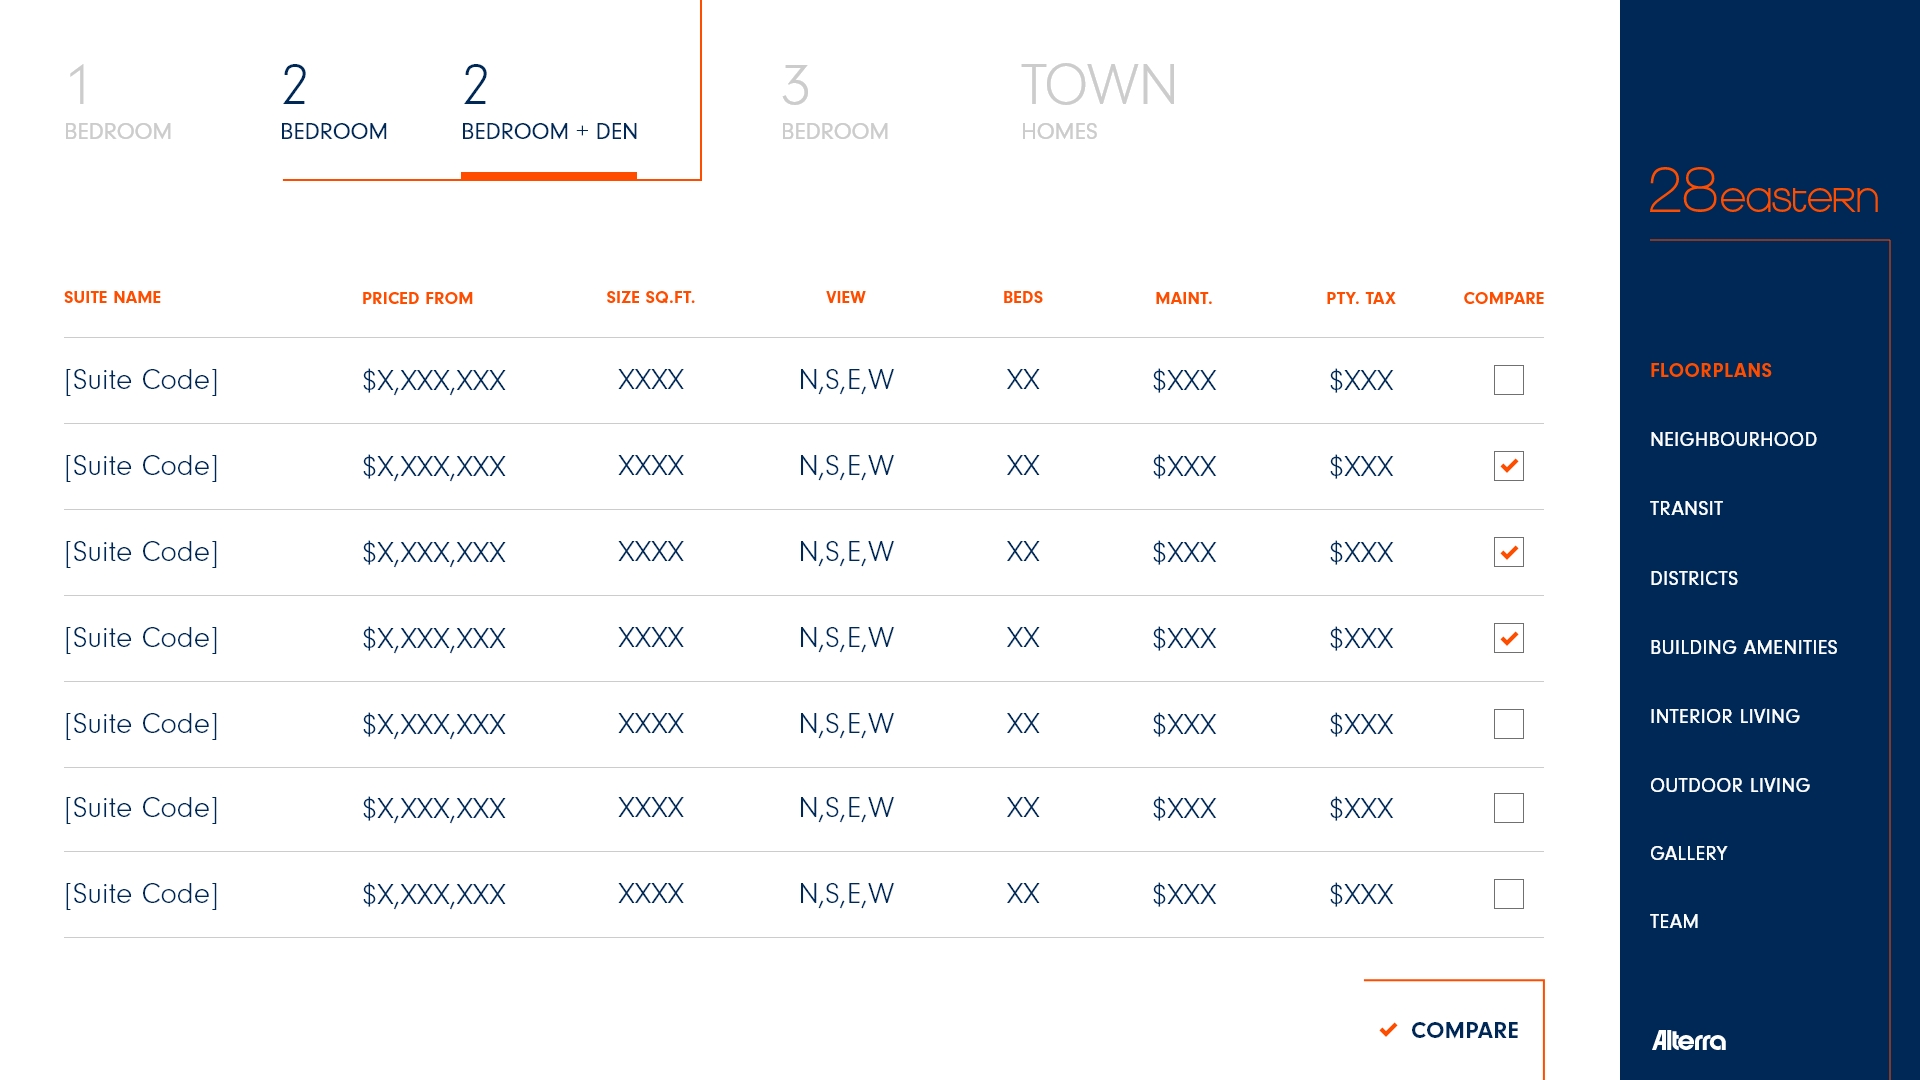 1
BEDROOM
2
BEDROOM
2
BEDROOM + DEN
3
BEDROOM
TOWN
HOMES
SUITE NAME PRICED FROM SIZE SQ.FT. VIEW BEDS MAINT. PTY. TAX COMPARE
[Suite Code] $X,XXX,XXX XXXX N,S,E,W XX $XXX $XXX
[Suite Code] $X,XXX,XXX XXXX N,S,E,W XX $XXX $XXX
[Suite Code] $X,XXX,XXX XXXX N,S,E,W XX $XXX $XXX
[Suite Code] $X,XXX,XXX XXXX N,S,E,W XX $XXX $XXX
[Suite Code] $X,XXX,XXX XXXX N,S,E,W XX $XXX $XXX
[Suite Code] $X,XXX,XXX XXXX N,S,E,W XX $XXX $XXX
[Suite Code] $X,XXX,XXX XXXX N,S,E,W XX $XXX $XXX
COMPARE
28eastern
FLOORPLANS
NEIGHBOURHOOD
TRANSIT
DISTRICTS
BUILDING AMENITIES
INTERIOR LIVING
OUTDOOR LIVING
GALLERY
TEAM
Alterra